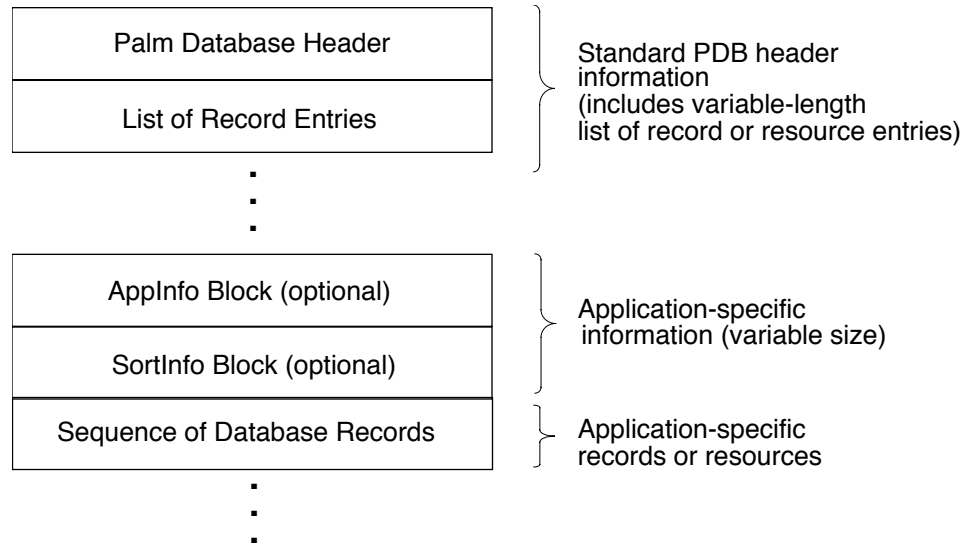 Palm Database Header
List of Record Entries
Standard PDB header
information
(includes variable-length
list of record or resource entries)
AppInfo Block (optional)
SortInfo Block (optional)
Application-specific
information (variable size)
Sequence of Database Records
Application-specific
records or resources